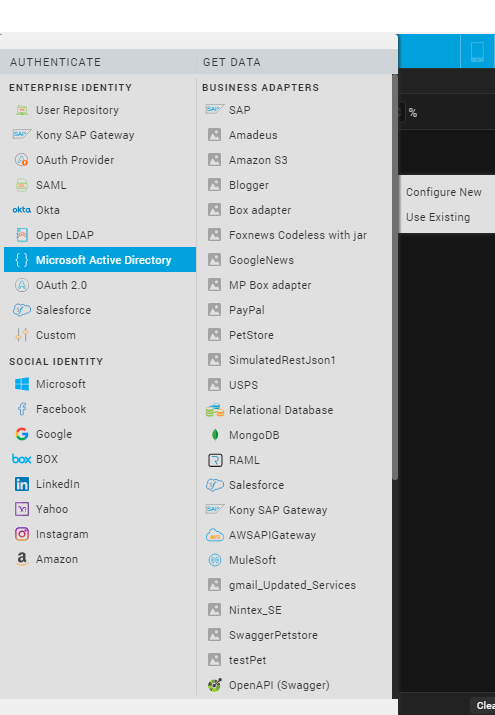 AUTHENTICATE
ENTERPRISE IDENTITY
User Repository
SAP Kony SAP Gateway
OAuth Provider
SAML
okta Okta
Open LDAP
{ } Microsoft Active Directory
OAuth 2.0
Salesforce
Custom
SOCIAL IDENTITY
Microsoft
Facebook
Google
box BOX
in LinkedIn
Y! Yahoo
Instagram
a Amazon
GET DATA
BUSINESS ADAPTERS
SAP SAP
Amadeus
Amazon S3
Blogger
Box adapter
Foxnews Codeless with jar
GoogleNews
MP Box adapter
PayPal
PetStore
SimulatedRestJson1
USPS
Relational Database
MongoDB
RAML
Salesforce
SAP Kony SAP Gateway
AWSAPIGateway
MuleSoft
gmail_Updated_Services
Nintex_SE
SwaggerPetstore
testPet
OpenAPI (Swagger)
%
Configure New
Use Existing
Clea